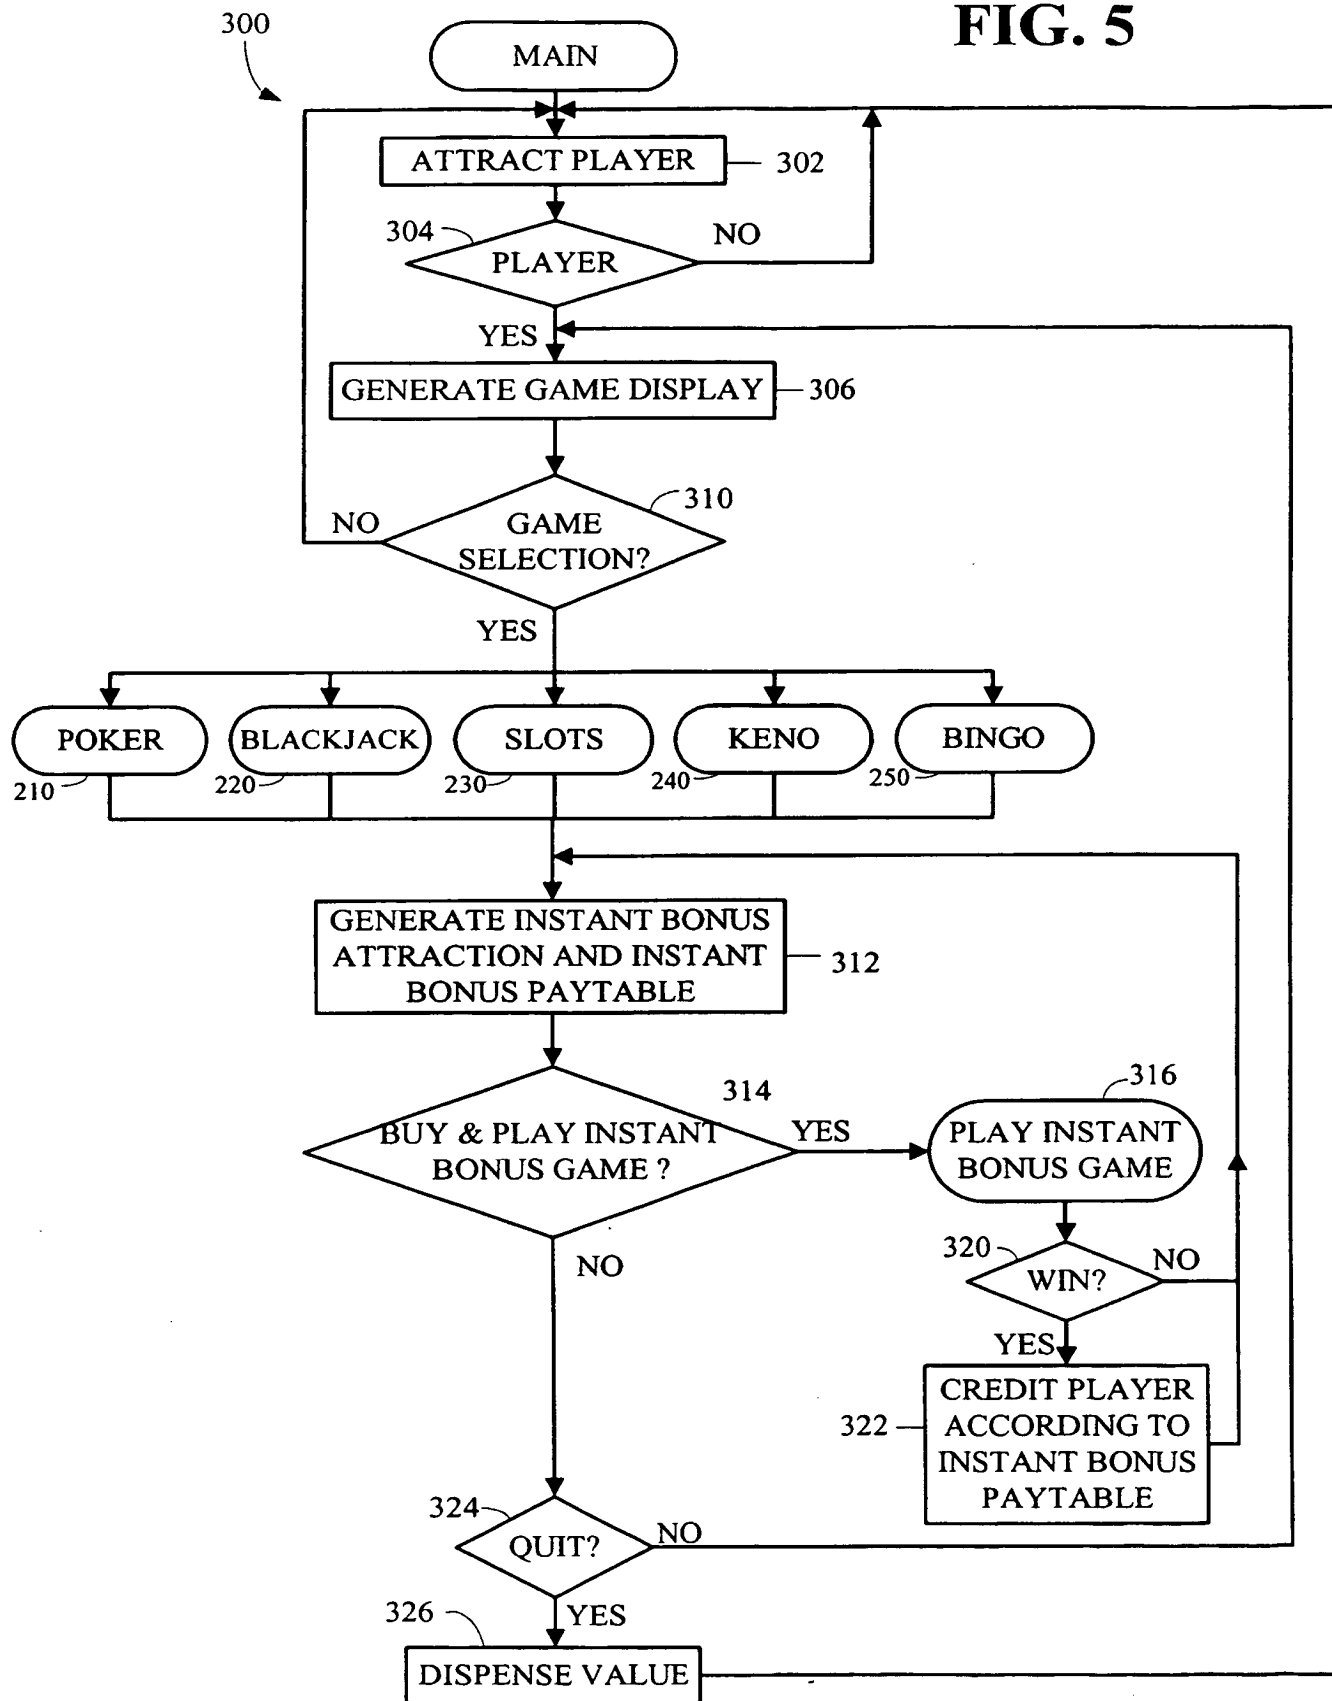 FIG. 5
300
MAIN
ATTRACT PLAYER
302
304
PLAYER
NO
YES
GENERATE GAME DISPLAY
306
310
NO
GAME
SELECTION?
YES
POKER
BLACKJACK
SLOTS
KENO
BINGO
210
220
230
240
250
GENERATE INSTANT BONUS
ATTRACTION AND INSTANT
BONUS PAYTABLE
312
314
BUY & PLAY INSTANT
BONUS GAME ?
YES
316
PLAY INSTANT
BONUS GAME
NO
320
WIN?
NO
YES
322
CREDIT PLAYER
ACCORDING TO
INSTANT BONUS
PAYTABLE
324
QUIT?
NO
YES
326
DISPENSE VALUE